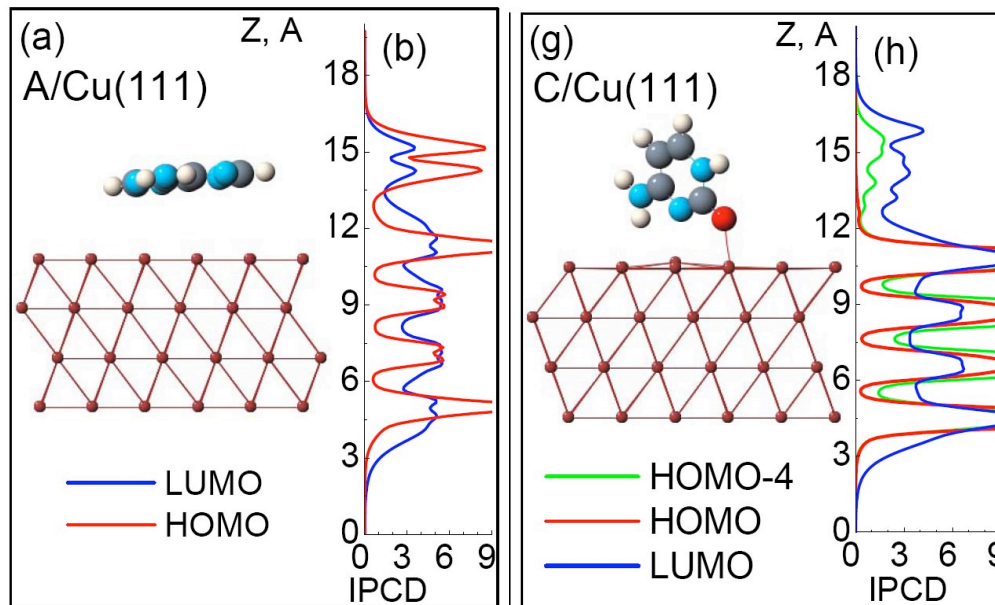 (a)
A/Cu(111)
Z, A
(b)
18
15
12
9
6
3
0
0 3 6 9
IPCD
LUMO
HOMO
(g)
C/Cu(111)
Z, A
(h)
18
15
12
9
6
3
0
0 3 6 9
IPCD
HOMO-4
HOMO
LUMO